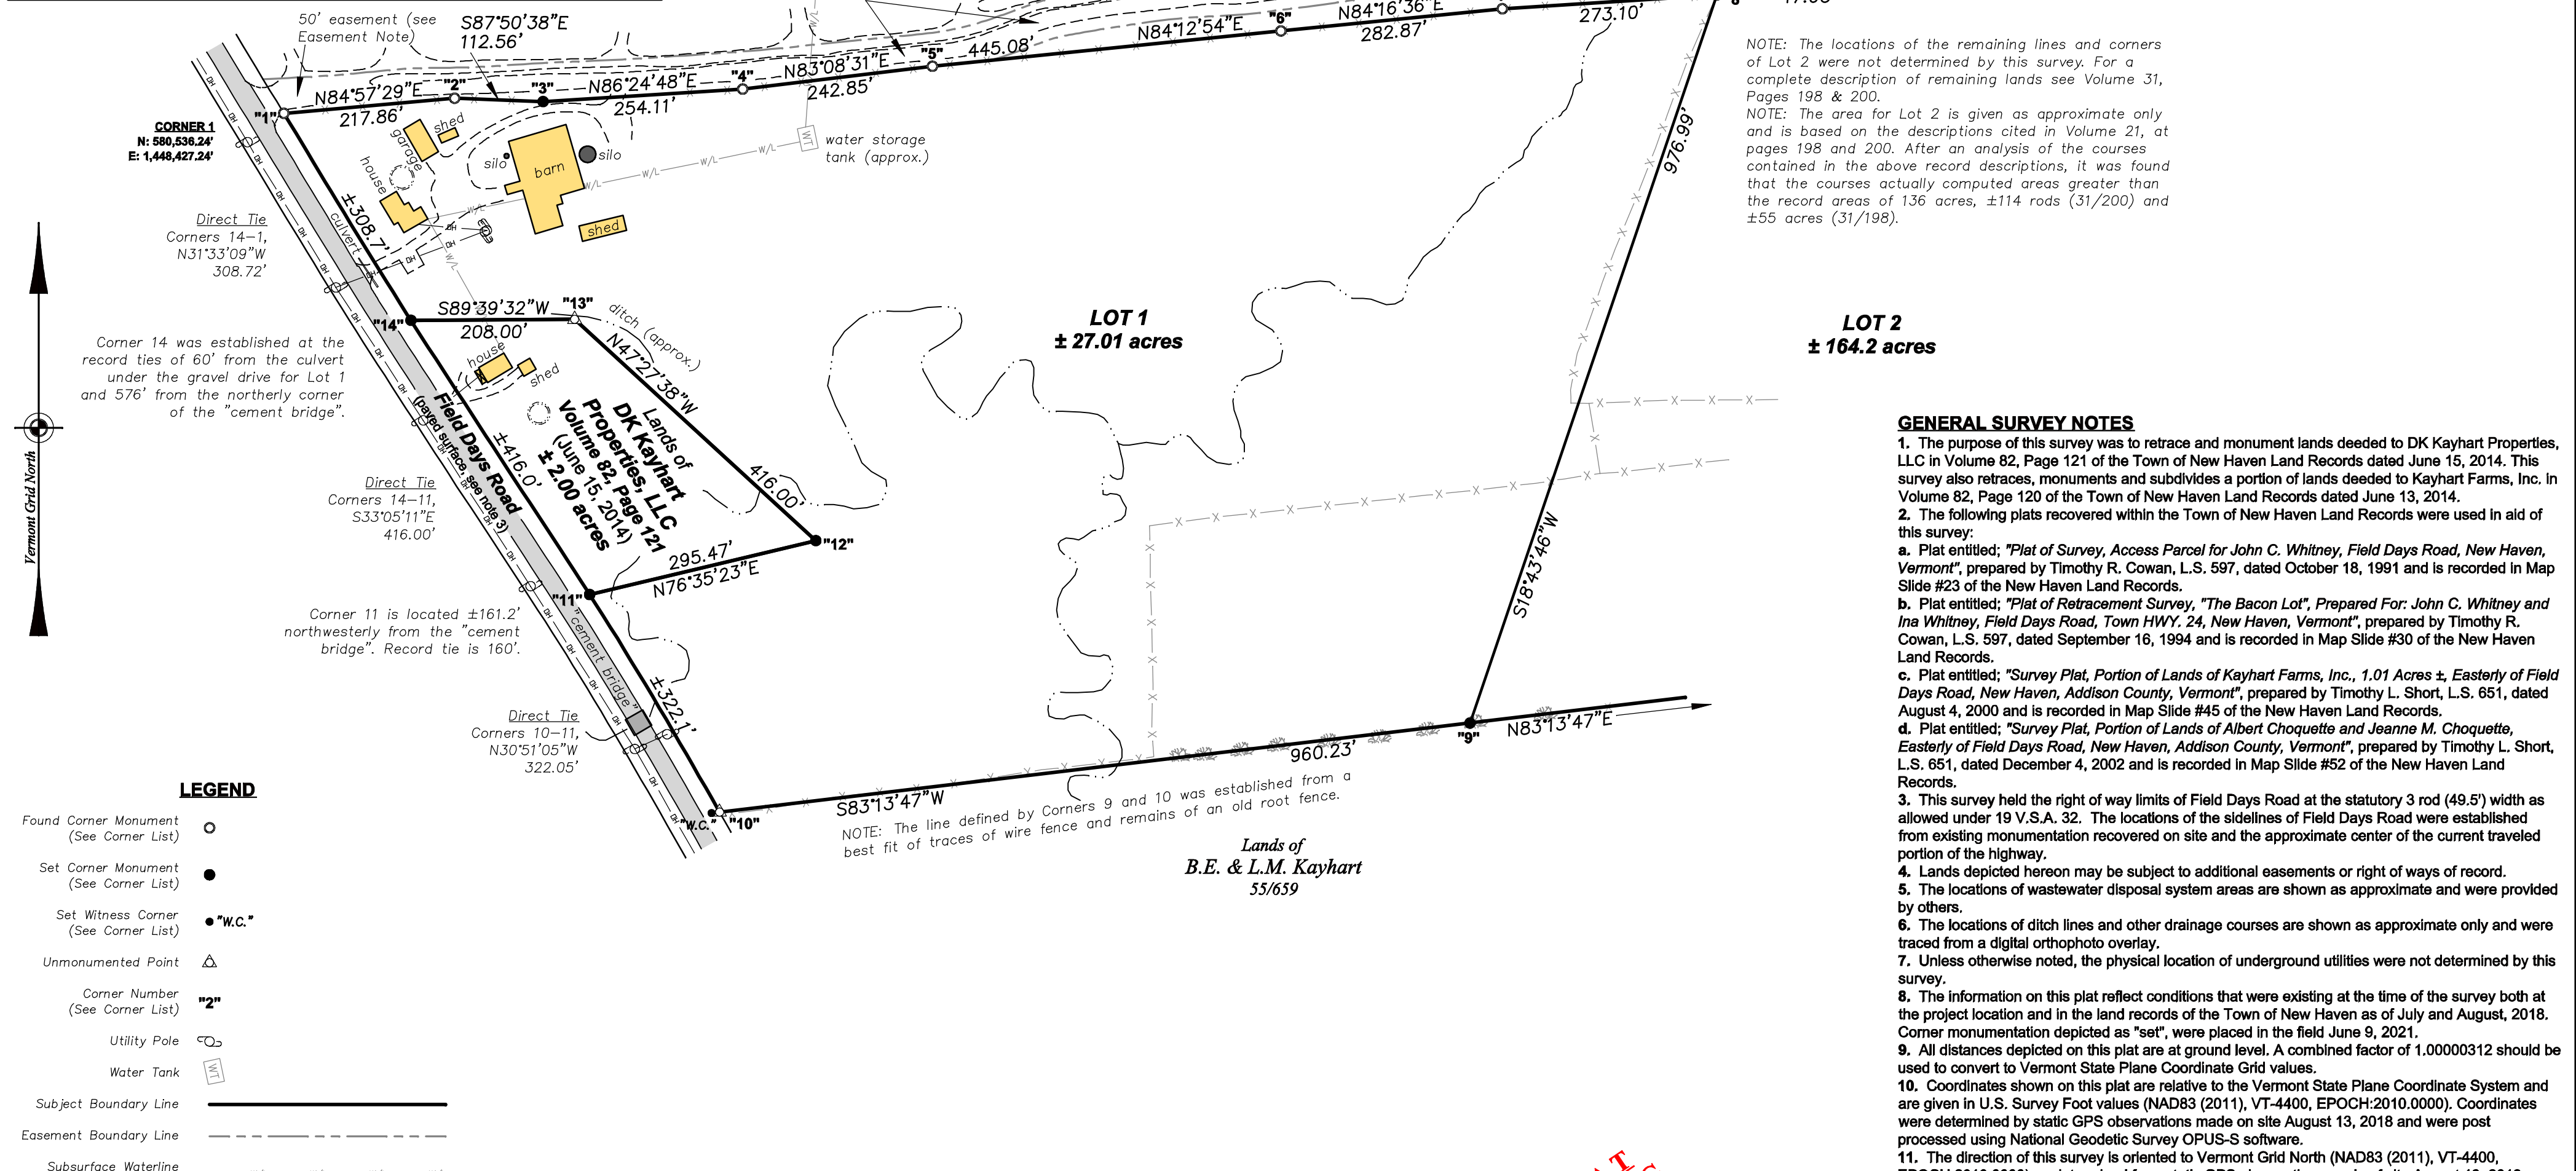 50' easement (see
Easement Note)
S87°50'38"E
112.56'
N84°57'29"E
217.86'
"1"
"2"
"3"
N86°24'48"E
254.11'
"4"
N83°08'31"E
242.85'
"5"
445.08'
N84°12'54"E
"6"
282.87'
N84°16'36"E
273.10'
CORNER 1
N: 580,536.24'
E: 1,448,427.24'
garage
shed
house
silo
barn
silo
shed
WT
water storage
tank (approx.)
W/L
W/L
W/L
W/L
W/L
W/L
W/L
OH
culvert
±308.7'
Direct Tie
Corners 14-1,
N31°33'09"W
308.72'
NOTE: The locations of the remaining lines and corners
of Lot 2 were not determined by this survey. For a
complete description of remaining lands see Volume 31,
Pages 198 & 200.
NOTE: The area for Lot 2 is given as approximate only
and is based on the descriptions cited in Volume 21, at
pages 198 and 200. After an analysis of the courses
contained in the above record descriptions, it was found
that the courses actually computed areas greater than
the record areas of 136 acres, ±114 rods (31/200) and
±55 acres (31/198).
976.99'
S18°43'46"W
"14"
S89°39'32"W
208.00'
"13"
ditch (approx.)
N47°27'38"W
416.00'
LOT 1
± 27.01 acres
LOT 2
± 164.2 acres
Corner 14 was established at the
record ties of 60' from the culvert
under the gravel drive for Lot 1
and 576' from the northerly corner
of the "cement bridge".
house
shed
Field Days Road
(paved surface, see note 3)
±416.0'
Lands of
DK Kayhart
Properties, LLC
Volume 82, Page 121
(June 15, 2014)
± 2.00 acres
Direct Tie
Corners 14-11,
S33°05'11"E
416.00'
"12"
295.47'
N76°35'23"E
"11"
Corner 11 is located ±161.2'
northwesterly from the "cement
bridge". Record tie is 160'.
"cement bridge"
±322.1'
Direct Tie
Corners 10-11,
N30°51'05"W
322.05'
"W.C."
"10"
S83°13'47"W
960.23'
"9"
N83°13'47"E
NOTE: The line defined by Corners 9 and 10 was established from a
best fit of traces of wire fence and remains of an old root fence.
Lands of
B.E. & L.M. Kayhart
55/659
Vermont Grid North
LEGEND
Found Corner Monument
(See Corner List)
Set Corner Monument
(See Corner List)
Set Witness Corner
(See Corner List)
"W.C."
Unmonumented Point
Corner Number
(See Corner List)
"2"
Utility Pole
Water Tank
WT
Subject Boundary Line
Easement Boundary Line
Subsurface Waterline
GENERAL SURVEY NOTES
1. The purpose of this survey was to retrace and monument lands deeded to DK Kayhart Properties,
LLC in Volume 82, Page 121 of the Town of New Haven Land Records dated June 15, 2014. This
survey also retraces, monuments and subdivides a portion of lands deeded to Kayhart Farms, Inc. in
Volume 82, Page 120 of the Town of New Haven Land Records dated June 13, 2014.
2. The following plats recovered within the Town of New Haven Land Records were used in aid of
this survey:
a. Plat entitled; "Plat of Survey, Access Parcel for John C. Whitney, Field Days Road, New Haven,
Vermont", prepared by Timothy R. Cowan, L.S. 597, dated October 18, 1991 and is recorded in Map
Slide #23 of the New Haven Land Records.
b. Plat entitled; "Plat of Retracement Survey, "The Bacon Lot", Prepared For: John C. Whitney and
Ina Whitney, Field Days Road, Town HWY. 24, New Haven, Vermont", prepared by Timothy R.
Cowan, L.S. 597, dated September 16, 1994 and is recorded in Map Slide #30 of the New Haven
Land Records.
c. Plat entitled; "Survey Plat, Portion of Lands of Kayhart Farms, Inc., 1.01 Acres ±, Easterly of Field
Days Road, New Haven, Addison County, Vermont", prepared by Timothy L. Short, L.S. 651, dated
August 4, 2000 and is recorded in Map Slide #45 of the New Haven Land Records.
d. Plat entitled; "Survey Plat, Portion of Lands of Albert Choquette and Jeanne M. Choquette,
Easterly of Field Days Road, New Haven, Addison County, Vermont", prepared by Timothy L. Short,
L.S. 651, dated December 4, 2002 and is recorded in Map Slide #52 of the New Haven Land
Records.
3. This survey held the right of way limits of Field Days Road at the statutory 3 rod (49.5') width as
allowed under 19 V.S.A. 32. The locations of the sidelines of Field Days Road were established
from existing monumentation recovered on site and the approximate center of the current traveled
portion of the highway.
4. Lands depicted hereon may be subject to additional easements or right of ways of record.
5. The locations of wastewater disposal system areas are shown as approximate and were provided
by others.
6. The locations of ditch lines and other drainage courses are shown as approximate only and were
traced from a digital orthophoto overlay.
7. Unless otherwise noted, the physical location of underground utilities were not determined by this
survey.
8. The information on this plat reflect conditions that were existing at the time of the survey both at
the project location and in the land records of the Town of New Haven as of July and August, 2018.
Corner monumentation depicted as "set", were placed in the field June 9, 2021.
9. All distances depicted on this plat are at ground level. A combined factor of 1.00000312 should be
used to convert to Vermont State Plane Coordinate Grid values.
10. Coordinates shown on this plat are relative to the Vermont State Plane Coordinate System and
are given in U.S. Survey Foot values (NAD83 (2011), VT-4400, EPOCH:2010.0000). Coordinates
were determined by static GPS observations made on site August 13, 2018 and were post
processed using National Geodetic Survey OPUS-S software.
11. The direction of this survey is oriented to Vermont Grid North (NAD83 (2011), VT-4400,